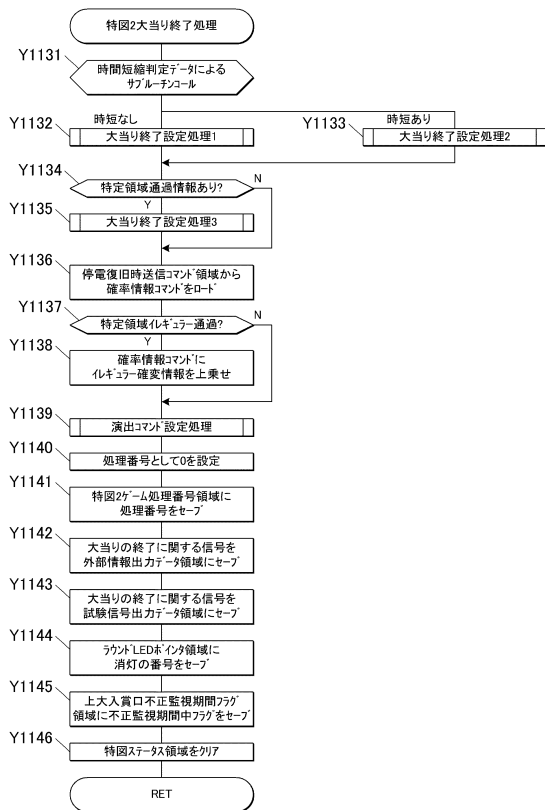 特図2大当り終了処理
Y1131
時間短縮判定データによる
サブルーチンコール
時短なし
時短あり
Y1132
大当り終了設定処理1
Y1133
大当り終了設定処理2
Y1134
特定領域通過情報あり?
N
Y
Y1135
大当り終了設定処理3
Y1136
停電復旧時送信コマンド領域から
確率情報コマンドをロード
Y1137
特定領域イレギュラー通過?
N
Y
Y1138
確率情報コマンドに
イレギュラー確変情報を上乗せ
Y1139
演出コマンド設定処理
Y1140
処理番号として0を設定
Y1141
特図2ゲーム処理番号領域に
処理番号をセーブ
Y1142
大当りの終了に関する信号を
外部情報出力データ領域にセーブ
Y1143
大当りの終了に関する信号を
試験信号出力データ領域にセーブ
Y1144
ラウンドLEDポインタ領域に
消灯の番号をセーブ
Y1145
上大入賞口不正監視期間フラグ
領域に不正監視期間中フラグをセーブ
Y1146
特図ステータス領域をクリア
RET